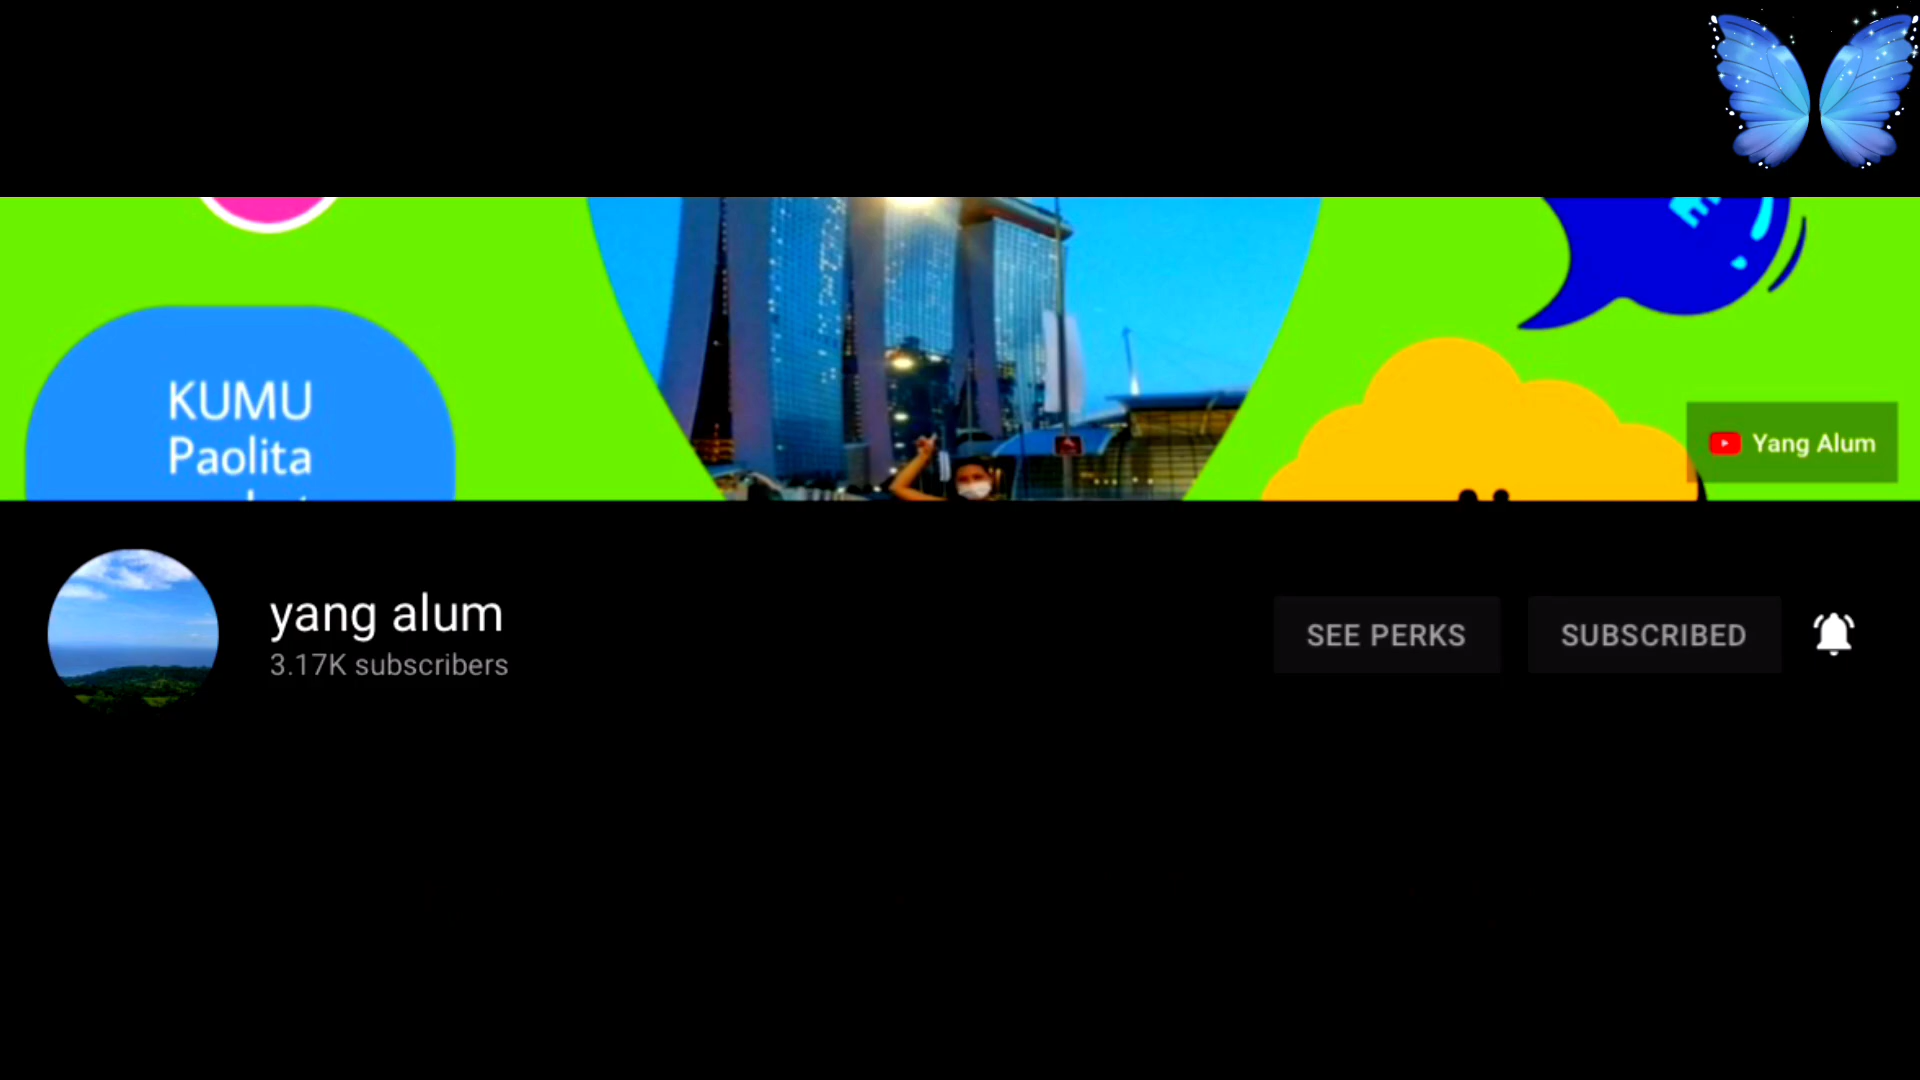 KUMU
Paolita
Yang Alum
yang alum
3.17K subscribers
SEE PERKS
SUBSCRIBED